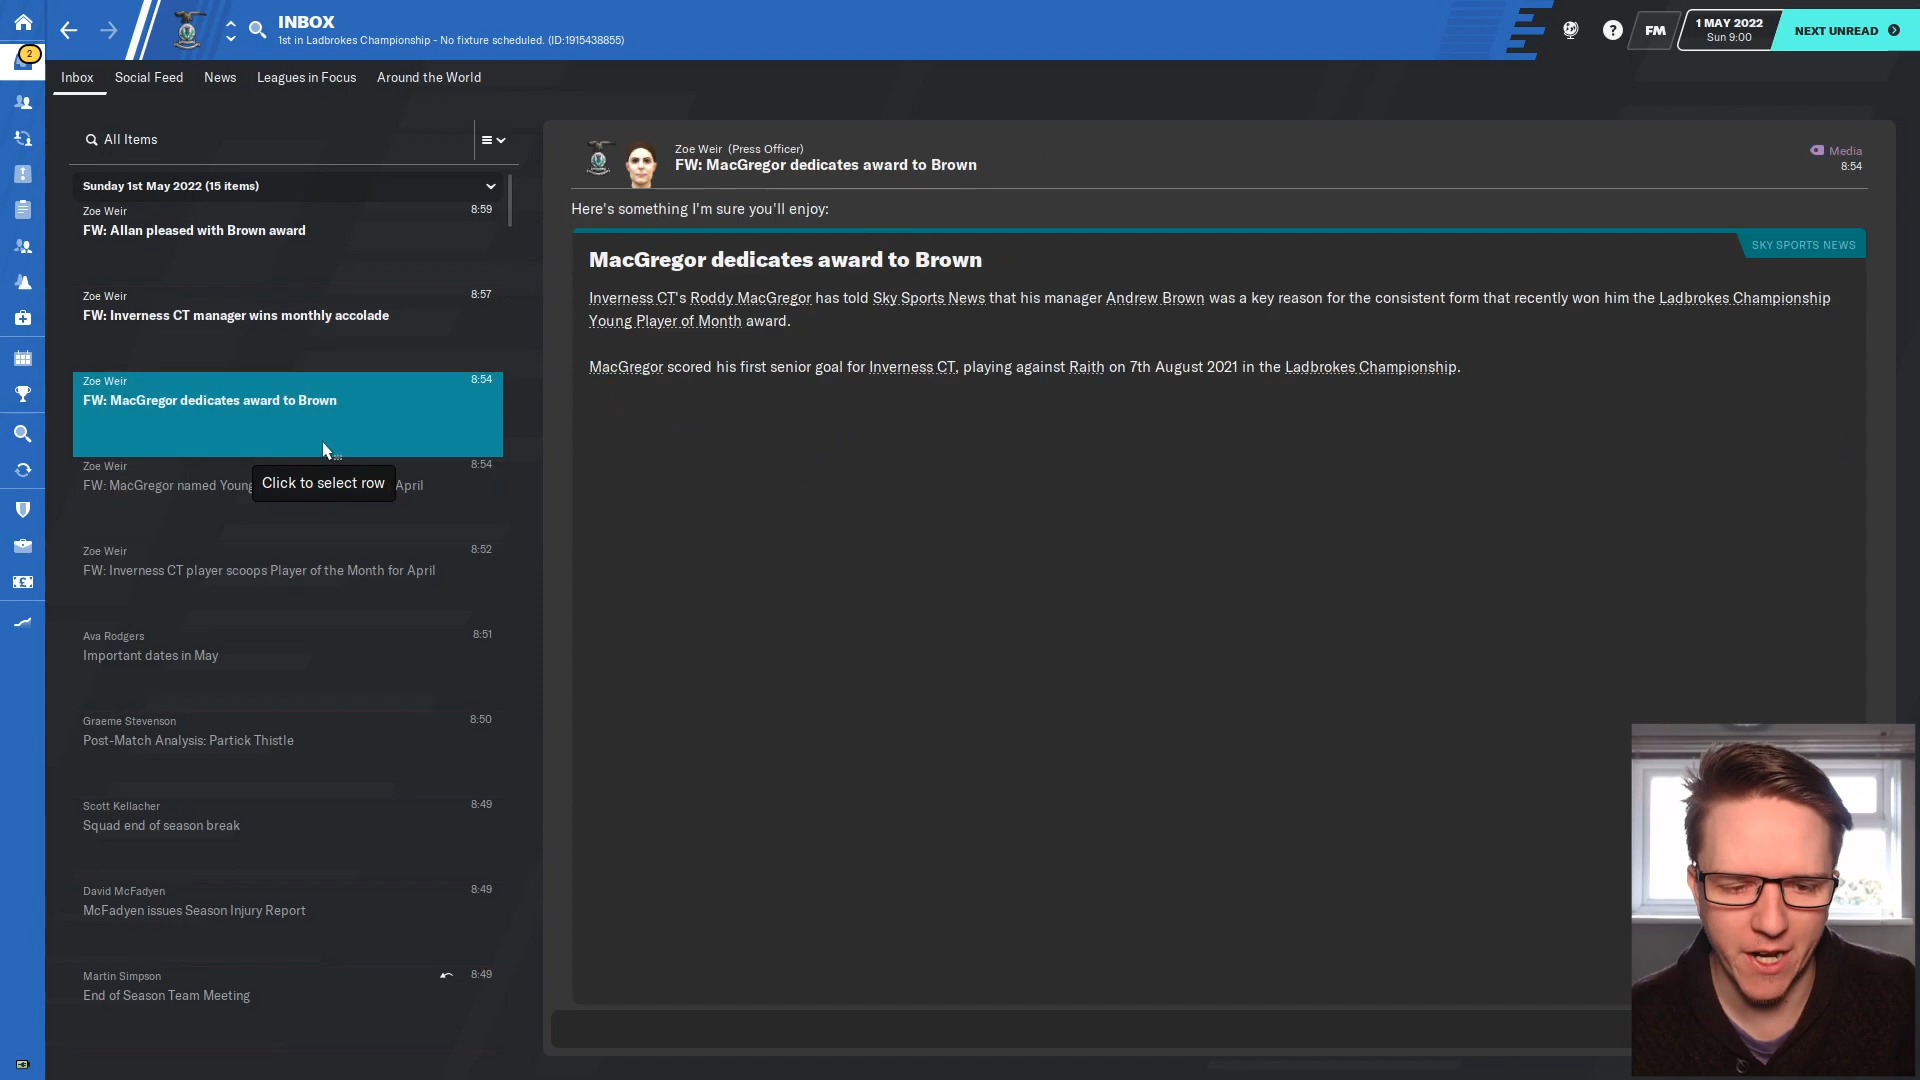 INBOX
1st in Ladbrokes Championship - No fixture scheduled. (ID:1915438855)
?
FM
1 MAY 2022
Sun 9:00
NEXT UNREAD
2
Inbox
Social Feed
News
Leagues in Focus
Around the World
All Items
Sunday 1st May 2022 (15 items)
Zoe Weir
8:59
FW: Allan pleased with Brown award
Zoe Weir
8:57
FW: Inverness CT manager wins monthly accolade
Zoe Weir
8:54
FW: MacGregor dedicates award to Brown
Zoe Weir
8:54
FW: MacGregor named Young
April
Click to select row
Zoe Weir
8:52
FW: Inverness CT player scoops Player of the Month for April
Ava Rodgers
8:51
Important dates in May
Graeme Stevenson
8:50
Post-Match Analysis: Partick Thistle
Scott Kellacher
8:49
Squad end of season break
David McFadyen
8:49
McFadyen issues Season Injury Report
Martin Simpson
8:49
End of Season Team Meeting
Zoe Weir (Press Officer)
FW: MacGregor dedicates award to Brown
Media
8:54
Here's something I'm sure you'll enjoy:
SKY SPORTS NEWS
MacGregor dedicates award to Brown
Inverness CT's Roddy MacGregor has told Sky Sports News that his manager Andrew Brown was a key reason for the consistent form that recently won him the Ladbrokes Championship
Young Player of Month award.
MacGregor scored his first senior goal for Inverness CT, playing against Raith on 7th August 2021 in the Ladbrokes Championship.